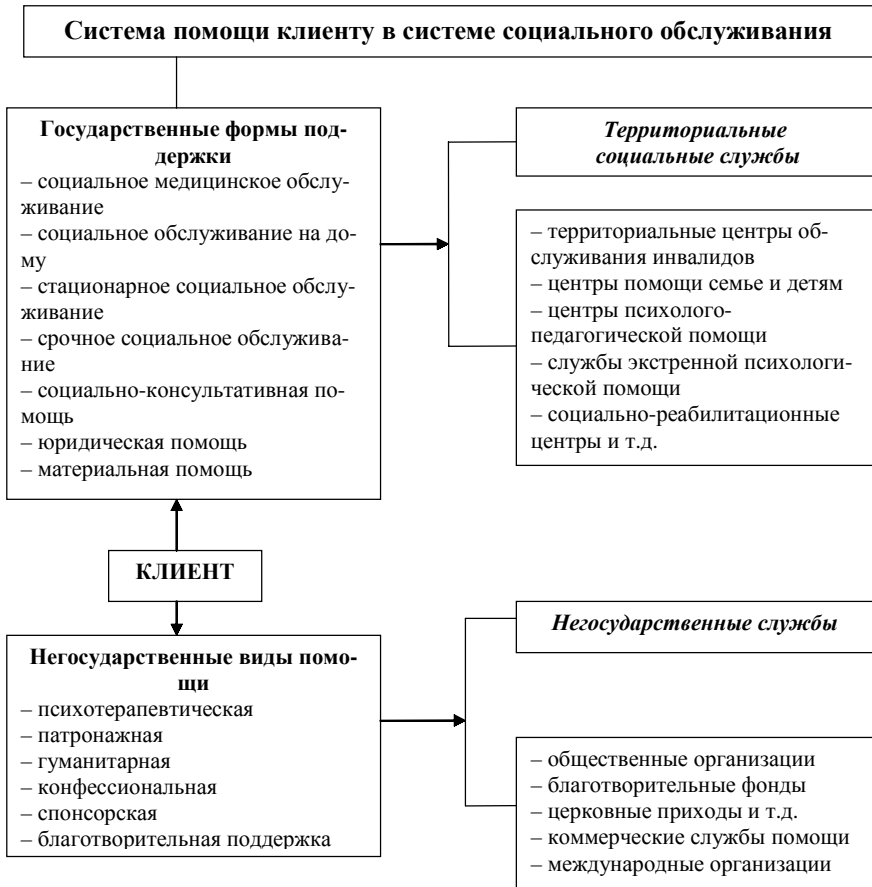 Система помощи клиенту в системе социального обслуживания
Государственные формы под-
держки
– социальное медицинское обслу-
живание
– социальное обслуживание на до-
му
– стационарное социальное обслу-
живание
– срочное социальное обслужива-
ние
– социально-консультативная по-
мощь
– юридическая помощь
– материальная помощь
Территориальные
социальные службы
– территориальные центры об-
служивания инвалидов
– центры помощи семье и детям
– центры психолого-
педагогической помощи
– службы экстренной психологи-
ческой помощи
– социально-реабилитационные
центры и т.д.
КЛИЕНТ
Негосударственные виды помо-
щи
– психотерапевтическая
– патронажная
– гуманитарная
– конфессиональная
– спонсорская
– благотворительная поддержка
Негосударственные службы
– общественные организации
– благотворительные фонды
– церковные приходы и т.д.
– коммерческие службы помощи
– международные организации